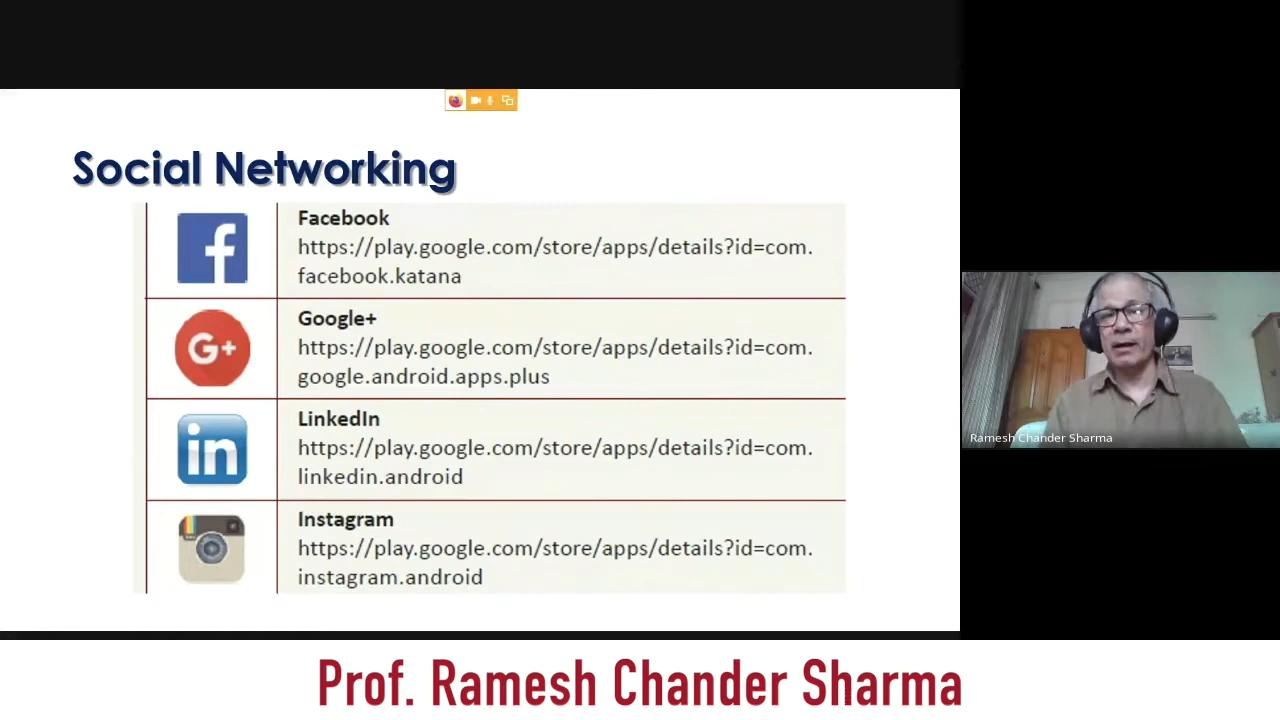 Social Networking
f
Facebook
https://play.google.com/store/apps/details?id=com.
facebook.katana
G+
Google+
https://play.google.com/store/apps/details?id=com.
google.android.apps.plus
in
LinkedIn
https://play.google.com/store/apps/details?id=com.
linkedin.android
Instagram
https://play.google.com/store/apps/details?id=com.
instagram.android
Ramesh Chander Sharma
Prof. Ramesh Chander Sharma